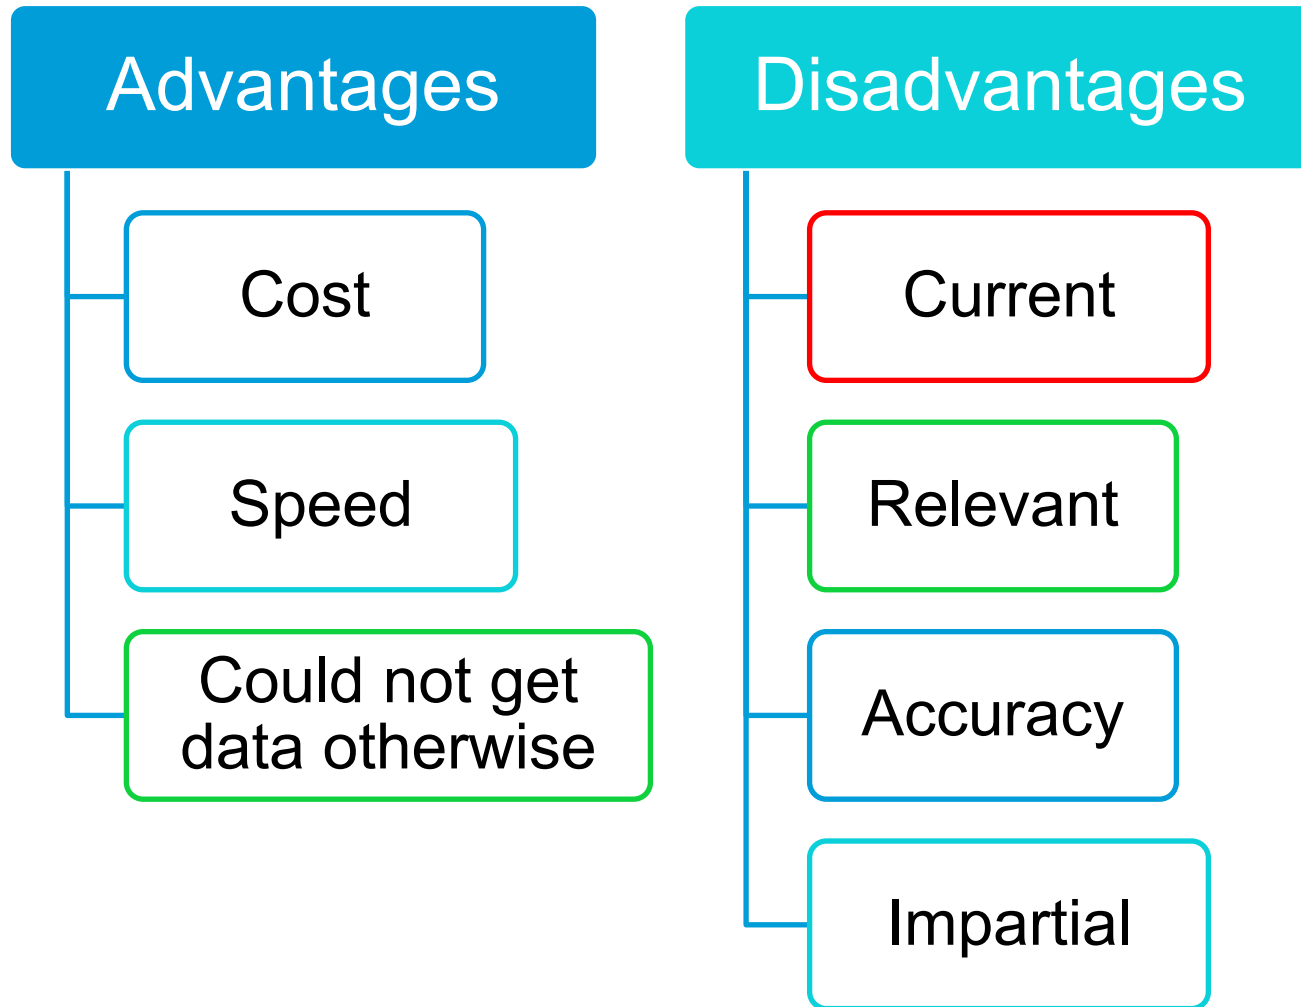 Advantages
Cost
Speed
Could not get
data otherwise
Disadvantages
Current
Relevant
Accuracy
Impartial